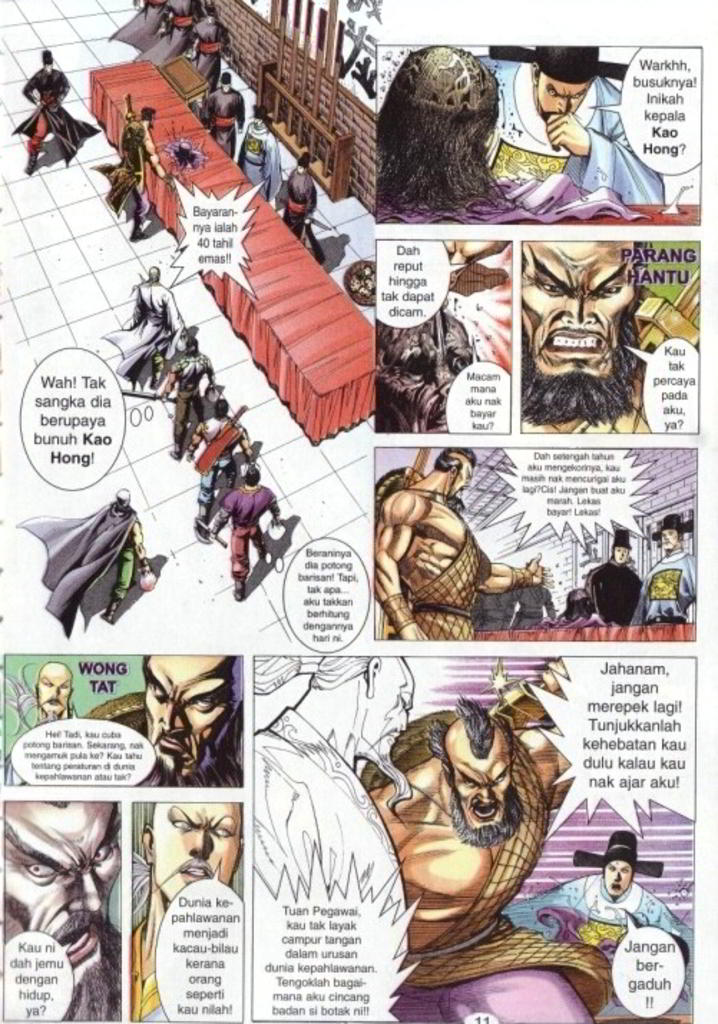 Bayaran-
nya ialah
40 tahil
emas!!
Wah! Tak
sangka dia
berupaya
bunuh Kao
Hong!
Beraninya
dia potong
barisan! Tapi,
tak apa...
aku takkan
berhitung
dengannya
hari ni.
Warkhh,
busuknya!
Inikah
kepala
Kao
Hong?
Dah
reput
hingga
tak dapat
dicam.
Macam
mana
aku nak
bayar
kau?
PARANG
HANTU
Kau
tak
percaya
pada
aku,
ya?
Dah setengah tahun
aku mengekorinya, kau
masih nak mencurigai aku
lagi?Cis! Jangan buat aku
marah. Lekas
bayar! Lekas!
WONG
TAT
Hei! Tadi, kau cuba
potong barisan. Sekarang, nak
mengamuk pula ke? Kau tahu
tentang peraturan di dunia
kepahlawanan atau tak?
Kau ni
dah jemu
dengan
hidup,
ya?
Dunia ke-
pahlawanan
menjadi
kacau-bilau
kerana
orang
seperti
kau nilah!
Jahanam,
jangan
merepek lagi!
Tunjukkanlah
kehebatan kau
dulu kalau kau
nak ajar aku!
Tuan Pegawai,
kau tak layak
campur tangan
dalam urusan
dunia kepahlawanan.
Tengoklah bagai-
mana aku cincang
badan si botak ni!!
Jangan
ber-
gaduh
!!
11